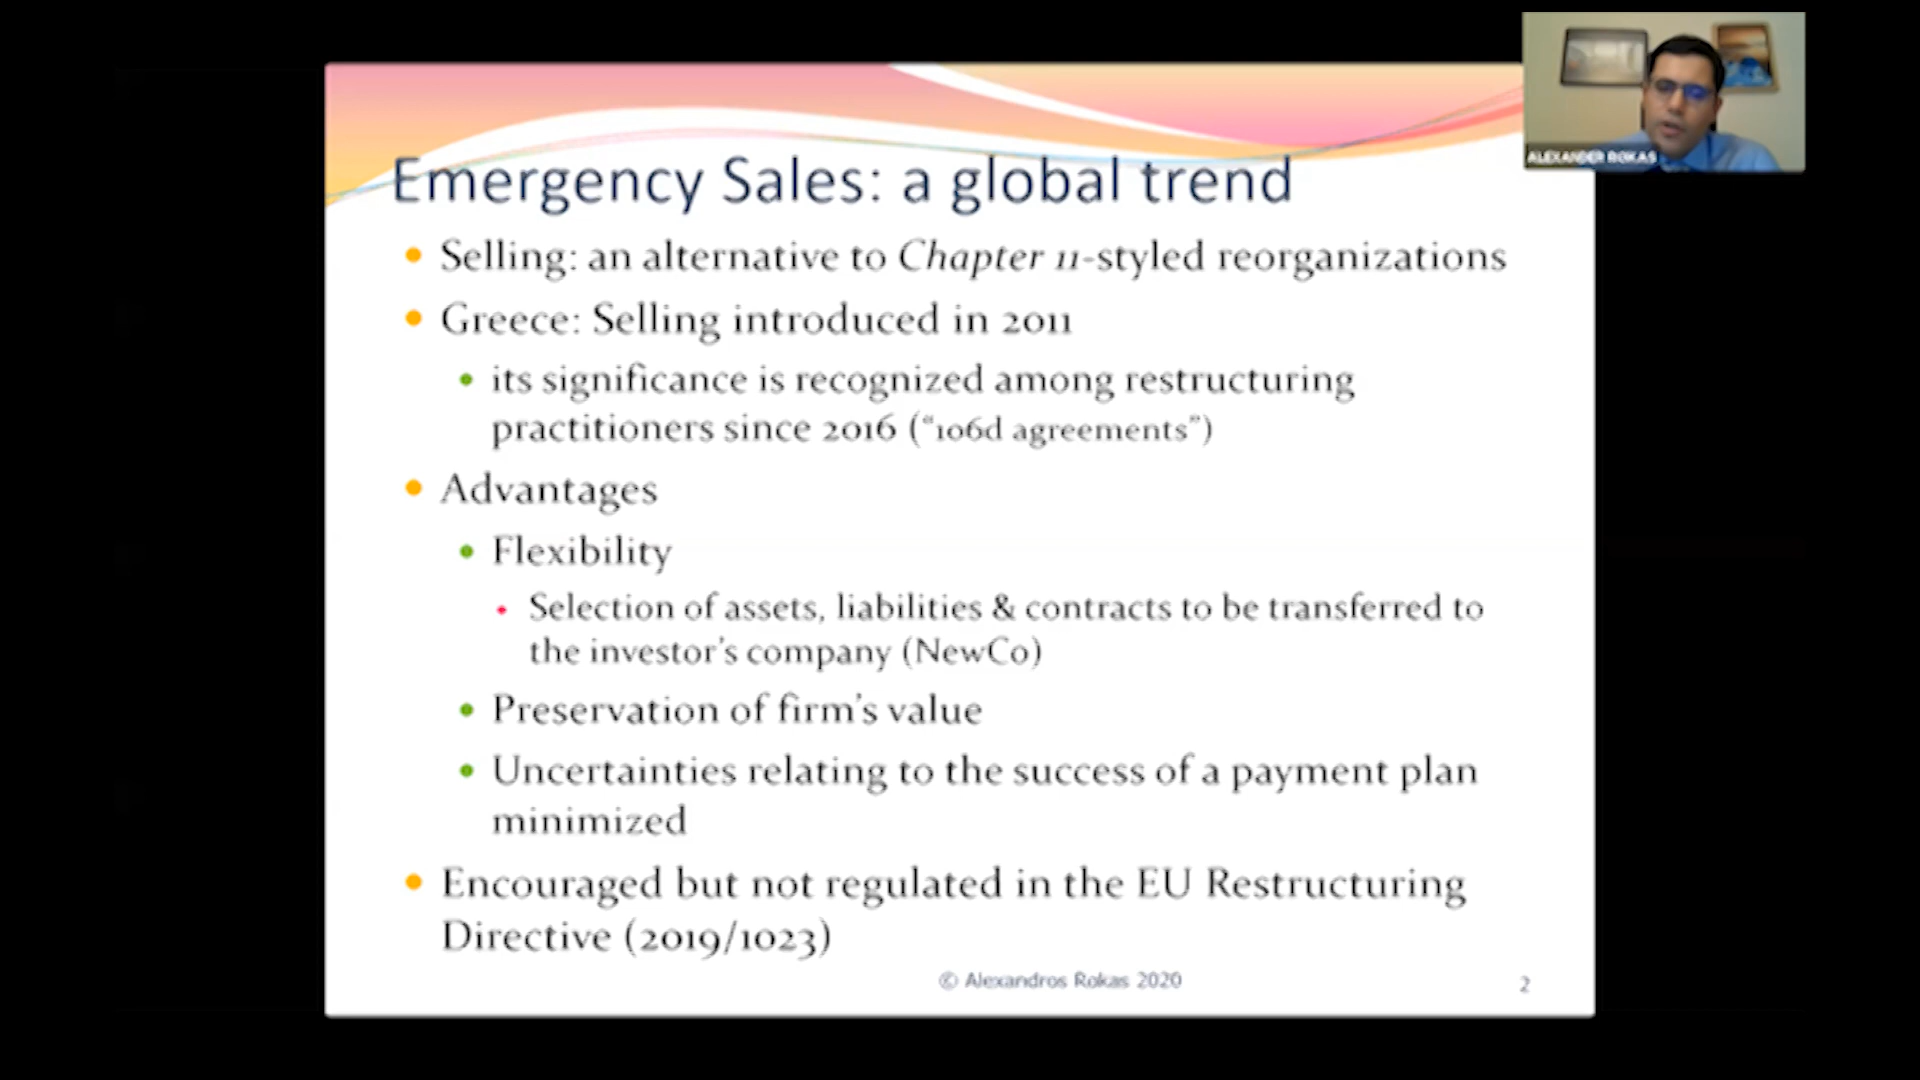 ALEXANDER ROKAS
Emergency Sales: a global trend
Selling: an alternative to Chapter 11-styled reorganizations
Greece: Selling introduced in 2011
its significance is recognized among restructuring
practitioners since 2016 (“106d agreements”)
Advantages
Flexibility
Selection of assets, liabilities & contracts to be transferred to
the investor’s company (NewCo)
Preservation of firm’s value
Uncertainties relating to the success of a payment plan
minimized
Encouraged but not regulated in the EU Restructuring
Directive (2019/1023)
© Alexandros Rokas 2020
2